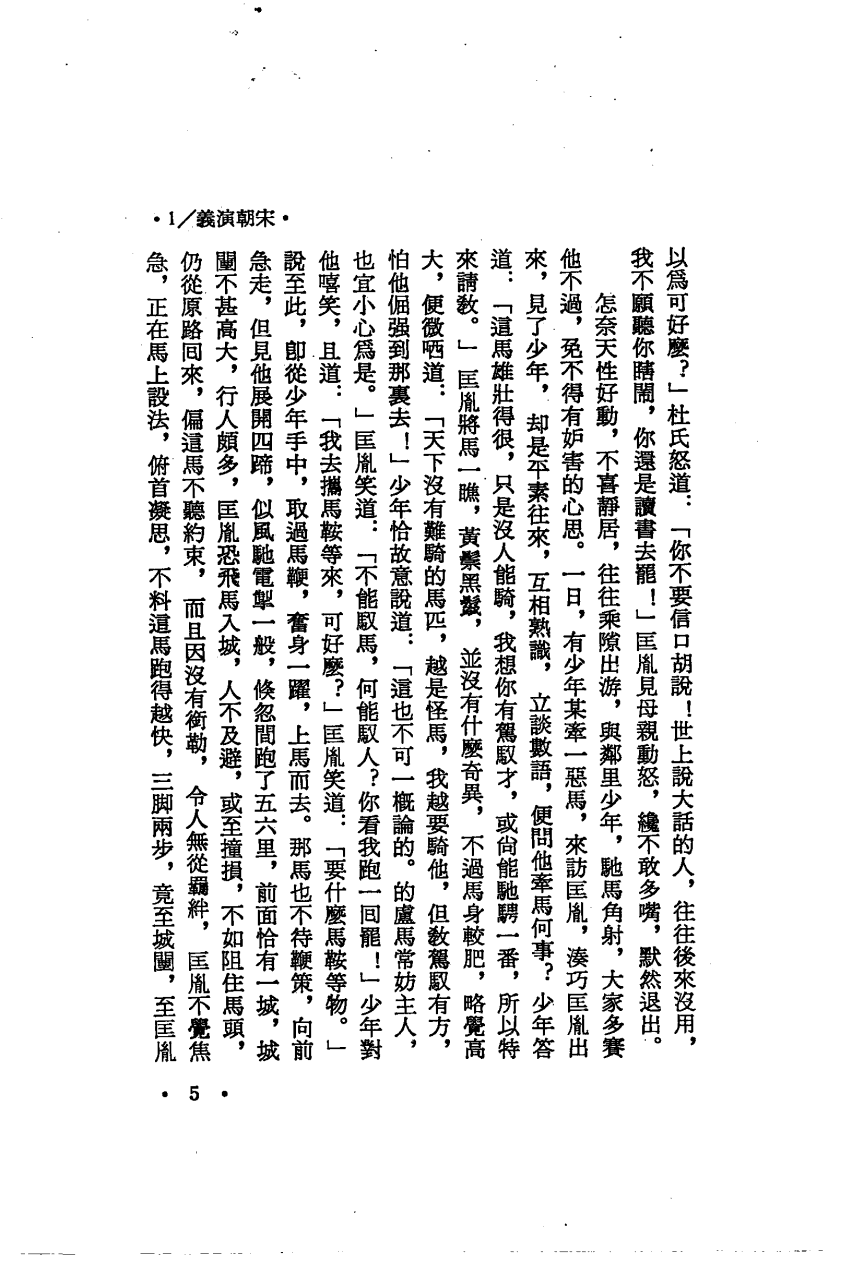 •宋朝演義/1•
以爲可好麼？」杜氏怒道：「你不要信口胡說！世上說大話的人，往往後來沒用，
我不願聽你瞎鬧，你還是讀書去罷！」匡胤見母親動怒，纔不敢多嘴，默然退出。
怎奈天性好動，不喜靜居，往往乘隙出游，與鄰里少年，馳馬角射，大家多賽
他不過，免不得有妒害的心思。一日，有少年某牽一惡馬，來訪匡胤，湊巧匡胤出
來，見了少年，却是平素往來，互相熟識，立談數語，便問他牽馬何事？少年答
道：「這馬雄壯得很，只是沒人能騎，我想你有駕馭才，或尙能馳騁一番，所以特
來請敎。」匡胤將馬一瞧，黃鬃黑鬣，並沒有什麼奇異，不過馬身較肥，略覺高
大，便微哂道：「天下沒有難騎的馬匹，越是怪馬，我越要騎他，但敎駕馭有方，
怕他倔强到那裏去！」少年恰故意說道：「這也不可一槪論的。的盧馬常妨主人，
也宜小心爲是。」匡胤笑道：「不能馭馬，何能馭人？你看我跑一回罷！」少年對
他嘻笑，且道：「我去攜馬鞍等來，可好麼？」匡胤笑道：「要什麼馬鞍等物。」
說至此，卽從少年手中，取過馬鞭，奮身一躍，上馬而去。那馬也不待鞭策，向前
急走，但見他展開四蹄，似風馳電掣一般，倏忽間跑了五六里，前面恰有一城，城
闉不甚高大，行人頗多，匡胤恐飛馬入城，人不及避，或至撞損，不如阻住馬頭，
仍從原路回來，偏這馬不聽約束，而且因沒有銜勒，令人無從羈絆，匡胤不覺焦
急，正在馬上設法，俯首凝思，不料這馬跑得越快，三脚兩步，竟至城闉，至匡胤
•5•